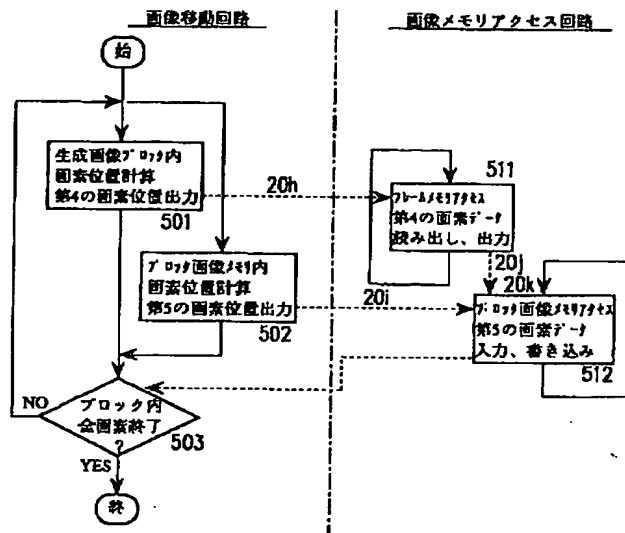 画像移動回路
画像メモリアクセス回路
始
生成画像ブロック内
画素位置計算
第4の画素位置出力
501
20h
511
フレームメモリアクセス
第4の画素データ
読み出し、出力
20j
20k
ブロック画像メモリ内
画素位置計算
第5の画素位置出力
502
20i
ブロック画像メモリアクセス
第5の画素データ
入力、書き込み
512
NO
ブロック内
全画素終了
?
503
YES
終